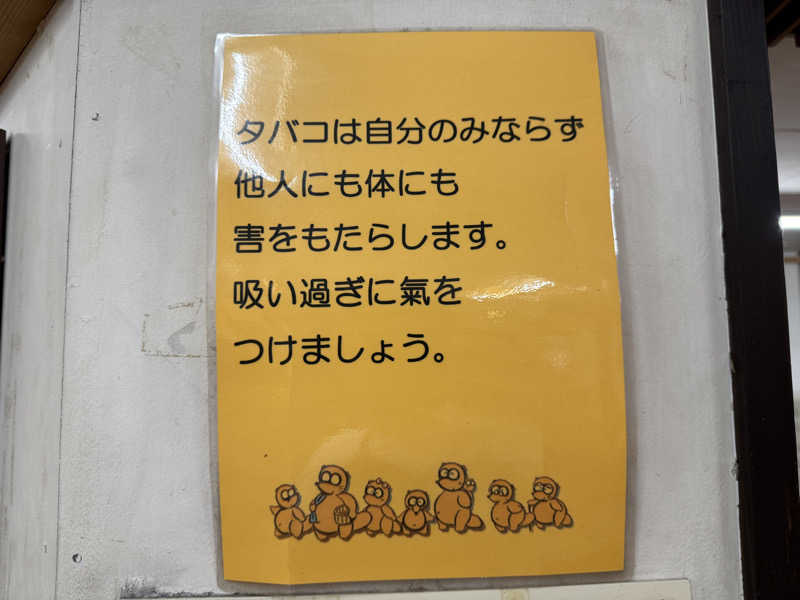 タバコは自分のみならず
他人にも体にも
害をもたらします。
吸い過ぎに氣を
つけましょう。